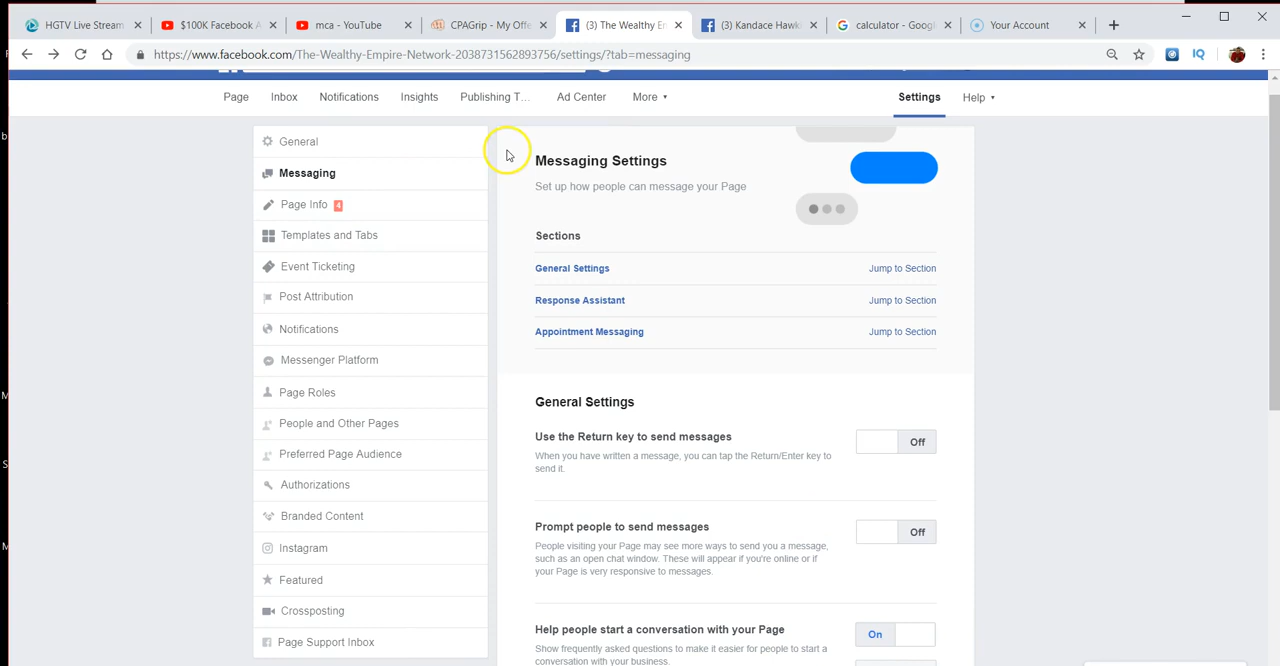 HGTV Live Stream
$100K Facebook A
mca - YouTube
CPAGrip - My Offe
(3) The Wealthy E
(3) Kandace Hawk
calculator - Googl
Your Account
https://www.facebook.com/The-Wealthy-Empire-Network-2038731562893756/settings/?tab=messaging
IQ
Page
Inbox
Notifications
Insights
Publishing T...
Ad Center
More
Settings
Help
General
Messaging
Page Info 4
Templates and Tabs
Event Ticketing
Post Attribution
Notifications
Messenger Platform
Page Roles
People and Other Pages
Preferred Page Audience
Authorizations
Branded Content
Instagram
Featured
Crossposting
Page Support Inbox
Messaging Settings
Set up how people can message your Page
Sections
General Settings Jump to Section
Response Assistant Jump to Section
Appointment Messaging Jump to Section
General Settings
Use the Return key to send messages
Off
When you have written a message, you can tap the Return/Enter key to
send it.
Prompt people to send messages
Off
People visiting your Page may see more ways to send you a message,
such as an open chat window. These will appear if you're online or if
your Page is very responsive to messages.
Help people start a conversation with your Page
On
Show frequently asked questions to make it easier for people to start a
conversation with your business.